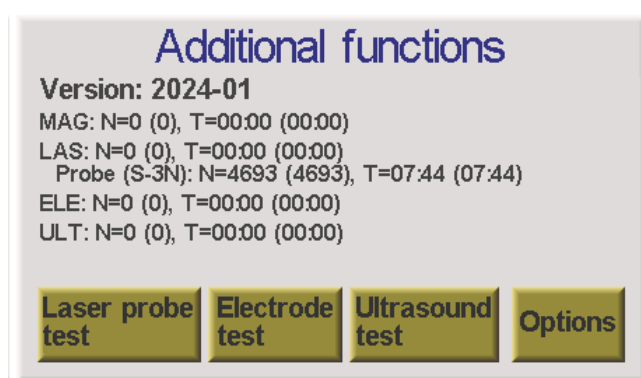 Additional functions
Version: 2024-01
MAG: N=0 (0), T=00:00 (00:00)
LAS: N=0 (0), T=00:00 (00:00)
Probe (S-3N): N=4693 (4693), T=07:44 (07:44)
ELE: N=0 (0), T=00:00 (00:00)
ULT: N=0 (0), T=00:00 (00:00)
Laser probe
test
Electrode
test
Ultrasound
test
Options